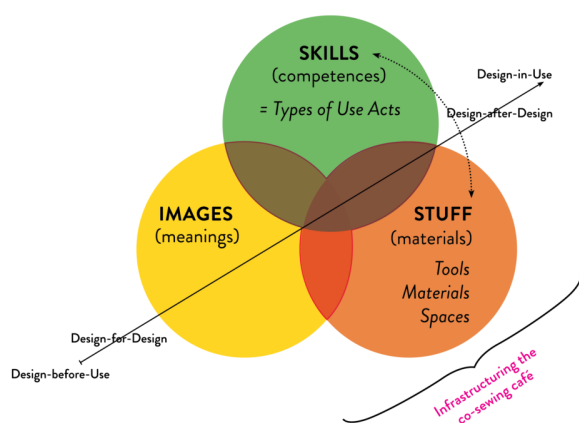 SKILLS
(competences)
= Types of Use Acts
Design-in-Use
Design-after-Design
IMAGES
(meanings)
STUFF
(materials)
Tools
Materials
Spaces
Design-for-Design
Design-before-Use
Infrastructuring the
co-sewing café